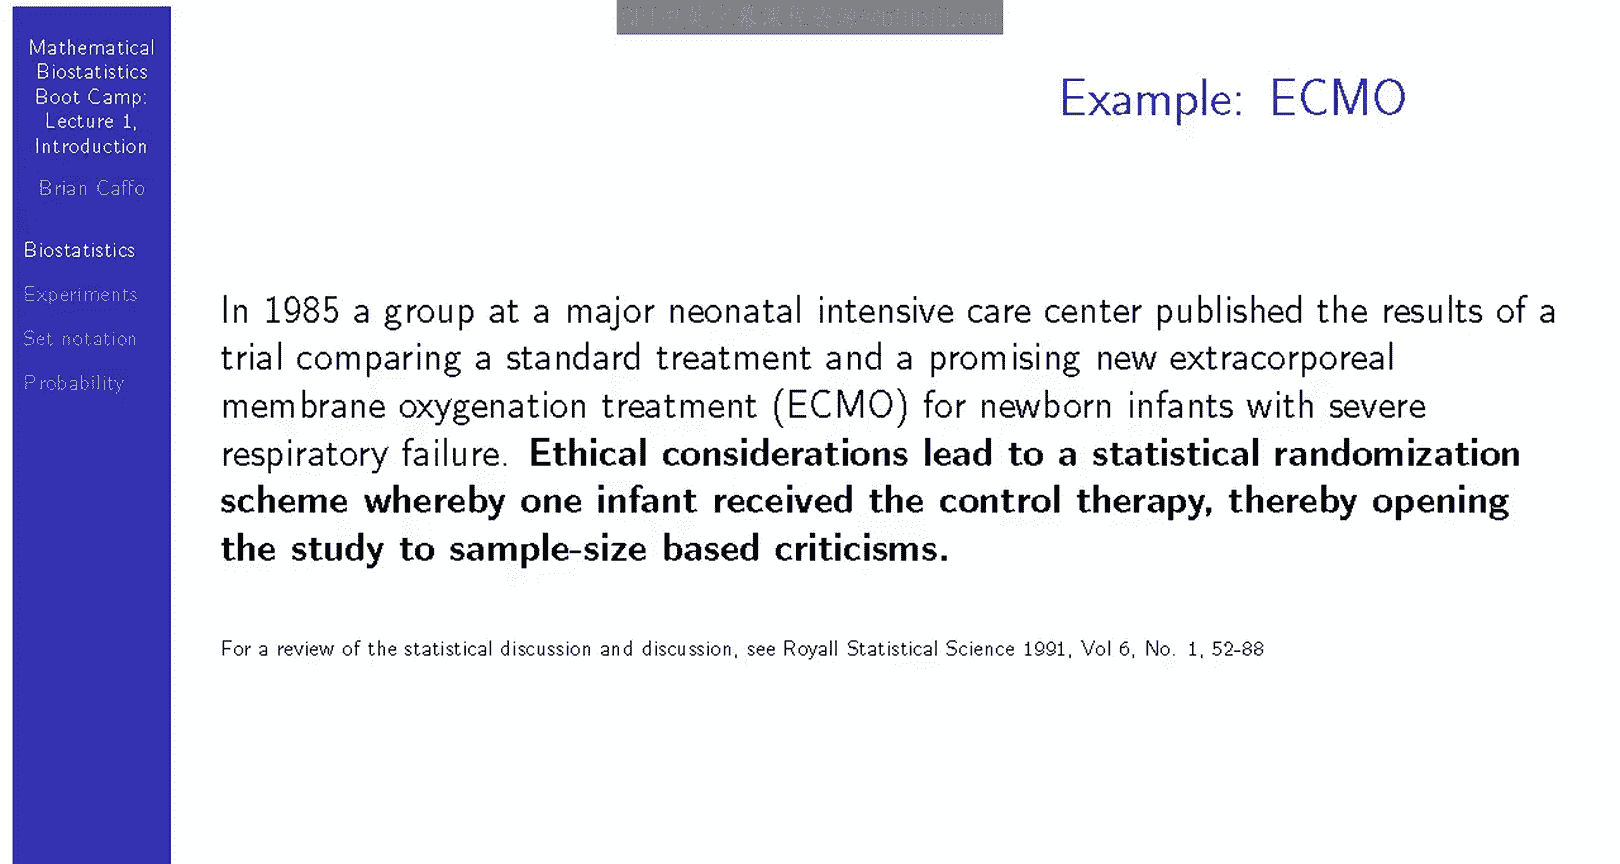 Mathematical
Biostatistics
Boot Camp:
Lecture 1,
Introduction
Brian Caffo
Biostatistics
Experiments
Set notation
Probability
Example: ECMO
In 1985 a group at a major neonatal intensive care center published the results of a
trial comparing a standard treatment and a promising new extracorporeal
membrane oxygenation treatment (ECMO) for newborn infants with severe
respiratory failure. Ethical considerations lead to a statistical randomization
scheme whereby one infant received the control therapy, thereby opening
the study to sample-size based criticisms.
For a review of the statistical discussion and discussion, see Royall Statistical Science 1991, Vol 6, No. 1, 52-88